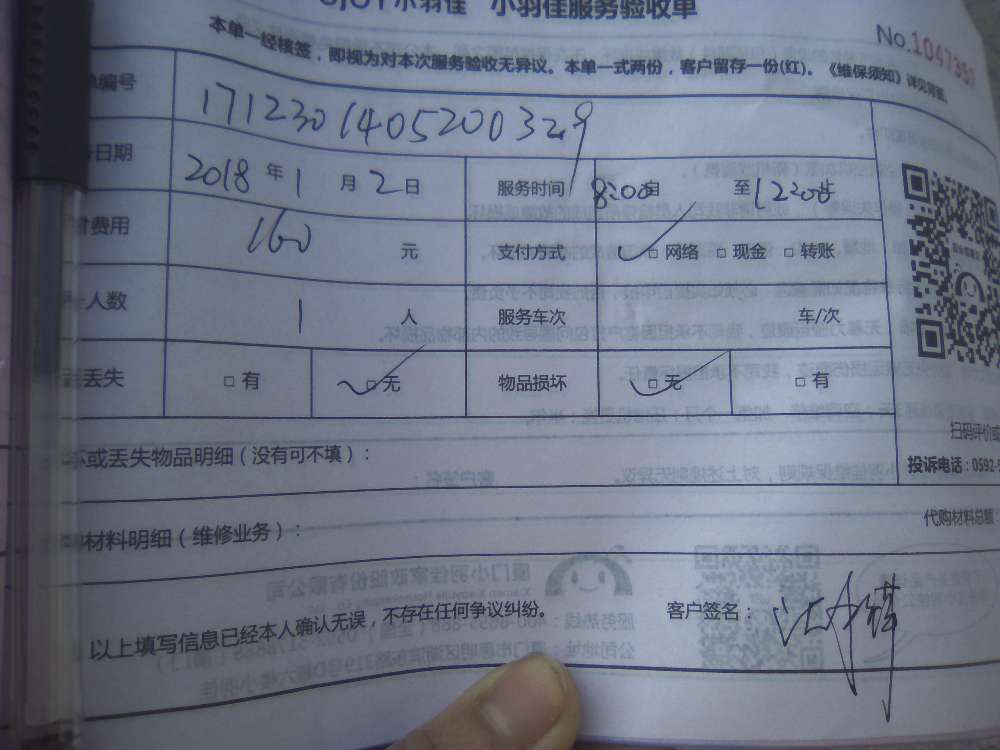 小羽佳 小羽佳服务验收单
No.1047357
本单一经核签，即视为对本次服务验收无异议。本单一式两份，客户留存一份(红)。《维保须知》详见背面。
编号 1712301405200329
日期 2018 年 1 月 2 日 服务时间 8:00 自 至 12:00
费用 160 元 支付方式 □ 网络 □ 现金 □ 转账
人数 1 人 服务车次 车/次
丢失 □ 有 □ 无 物品损坏 □ 无 □ 有
或丢失物品明细（没有可不填）：
扫码评价或
投诉电话：0592-5
材料明细（维修业务）：
代购材料总额
以上填写信息已经本人确认无误，不存在任何争议纠纷。
客户签名：